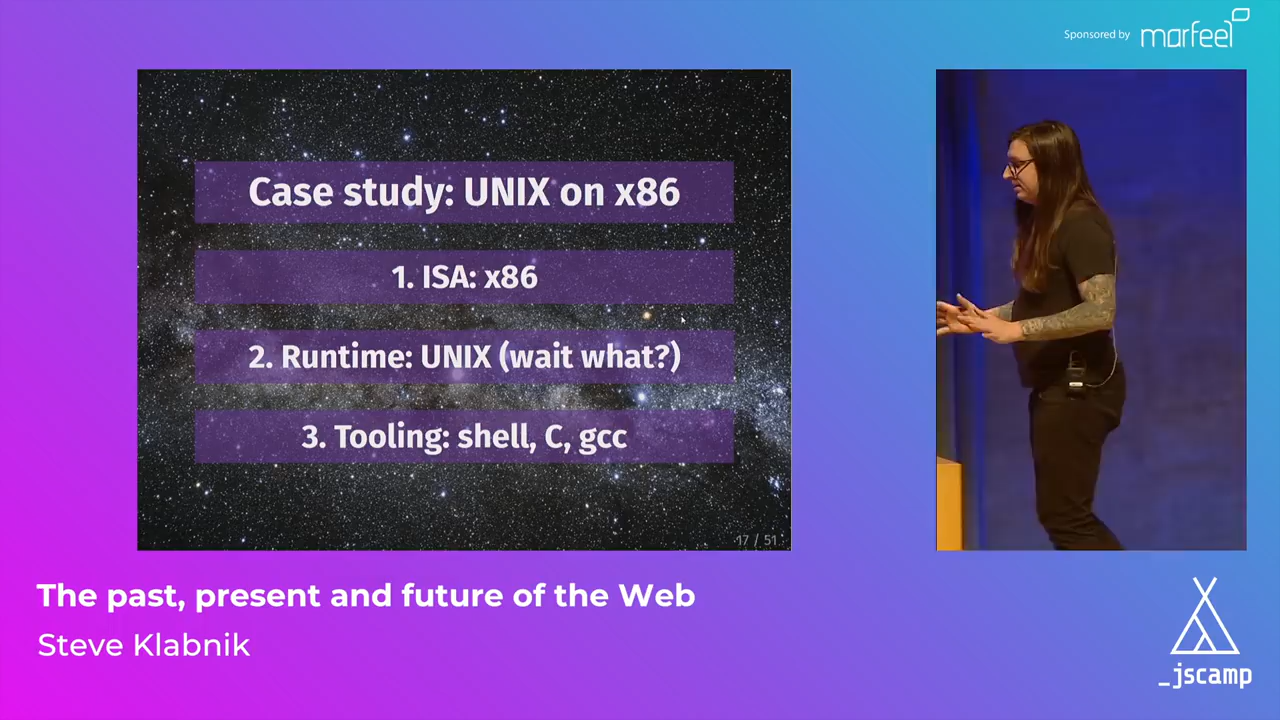 Sponsored by marfeel
Case study: UNIX on x86
1. ISA: x86
2. Runtime: UNIX (wait what?)
3. Tooling: shell, C, gcc
17 / 51
The past, present and future of the Web
Steve Klabnik
_jscamp